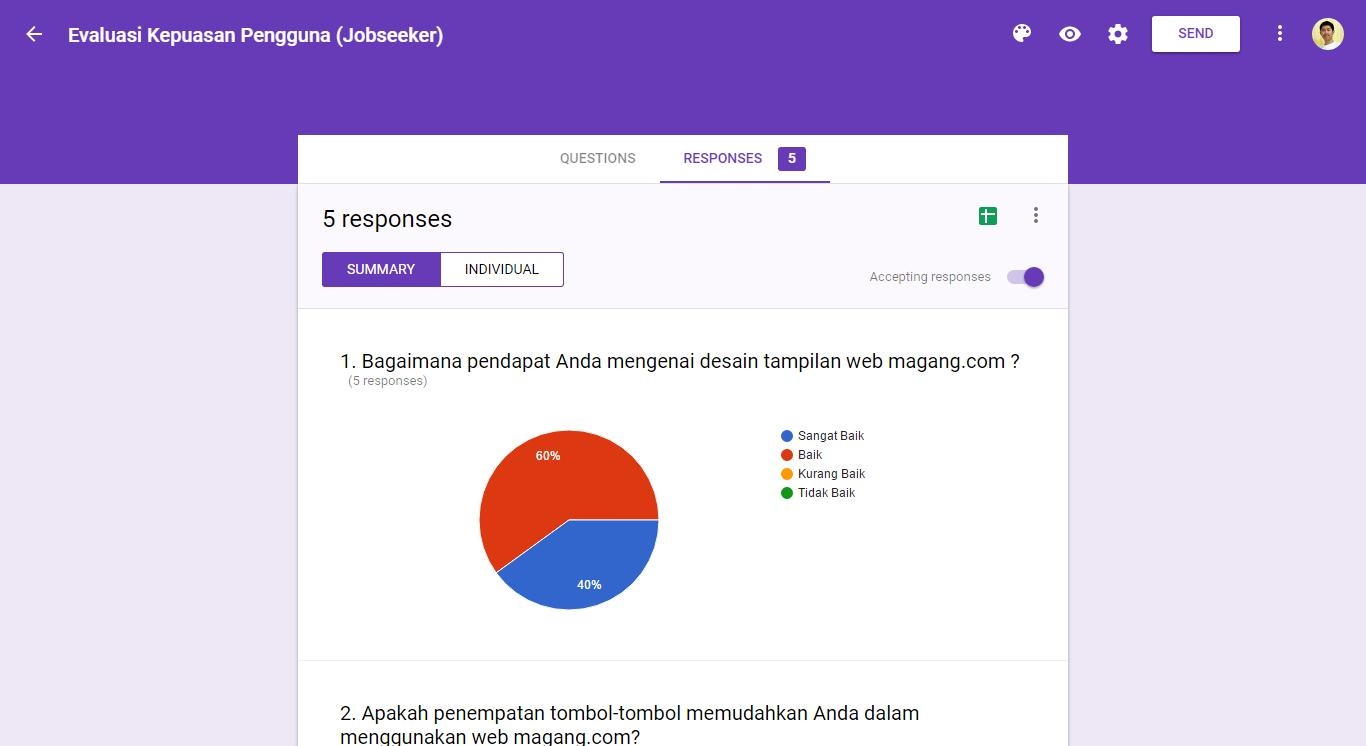 Evaluasi Kepuasan Pengguna (Jobseeker)
SEND
QUESTIONS
RESPONSES 5
5 responses
SUMMARY
INDIVIDUAL
Accepting responses
1. Bagaimana pendapat Anda mengenai desain tampilan web magang.com ?
(5 responses)
60%
40%
Sangat Baik
Baik
Kurang Baik
Tidak Baik
2. Apakah penempatan tombol-tombol memudahkan Anda dalam
menggunakan web magang.com?